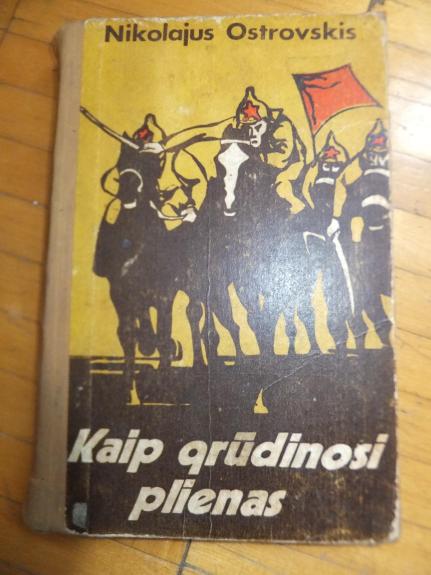 Nikolajus Ostrovskis
Kaip grūdinosi
plienas